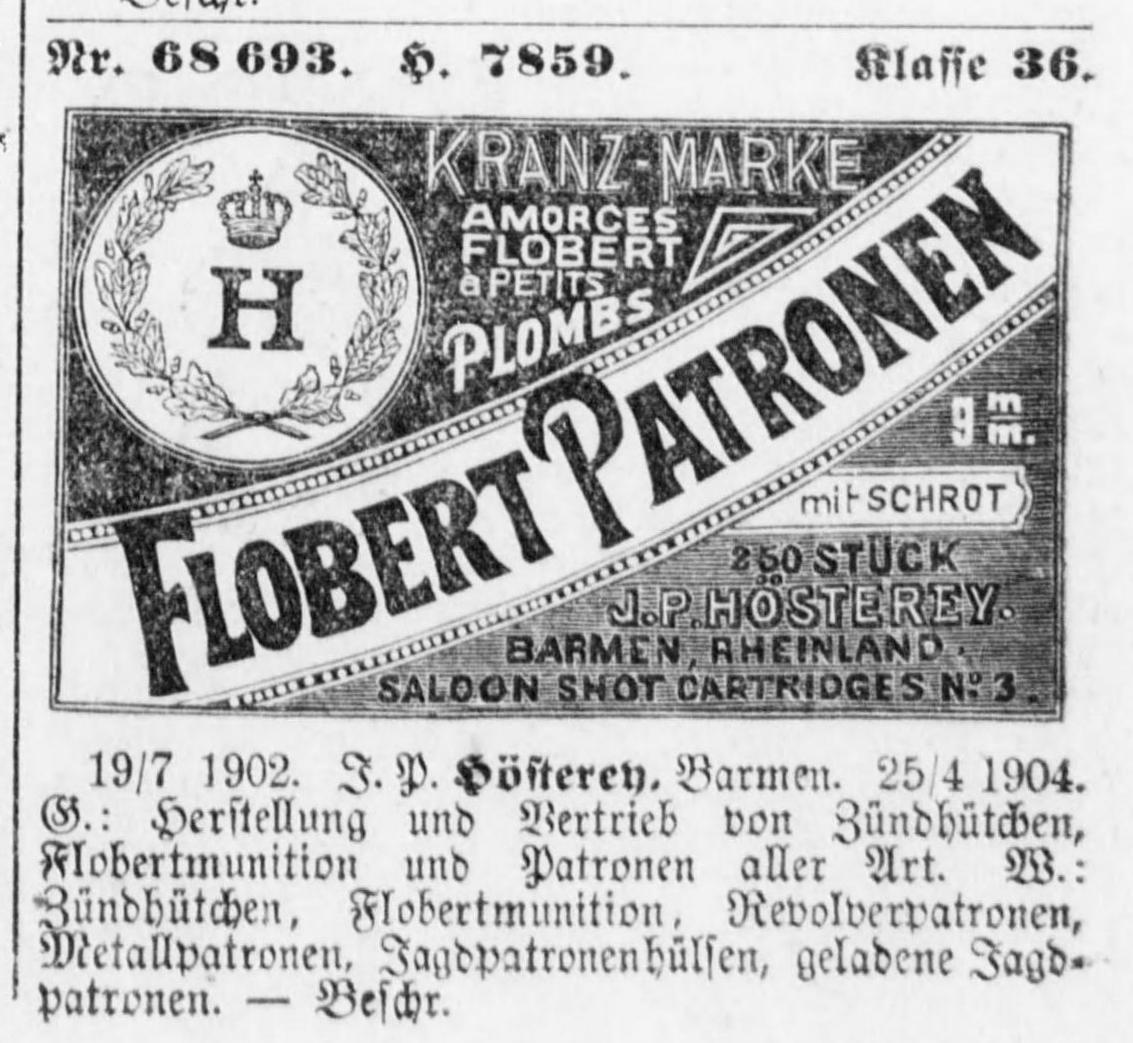 Beschr.
Nr. 68 693. H. 7859. Klasse 36.
KRANZ-MARKE
AMORCES
FLOBERT
à PETITS
PLOMBS
H
FLOBERT PATRONEN
9 m/m.
mit SCHROT
250 STÜCK
J.P. HÖSTEREY.
BARMEN, RHEINLAND.
SALOON SHOT CARTRIDGES No 3.
19/7 1902. J. P. Hösterey, Barmen. 25/4 1904.
G.: Herstellung und Vertrieb von Zündhütchen,
Flobertmunition und Patronen aller Art. W.:
Zündhütchen, Flobertmunition, Revolverpatronen,
Metallpatronen, Jagdpatronenhülsen, geladene Jagd-
patronen. — Beschr.